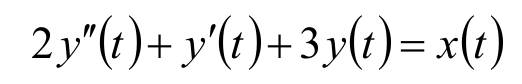 2y″(t)+ y′(t)+3y(t)= x(t)